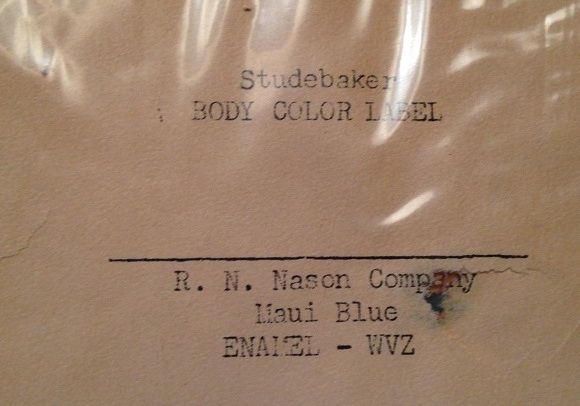 Studebaker
BODY COLOR LABEL
R. N. Nason Company
Maui Blue
ENAMEL - WVZ